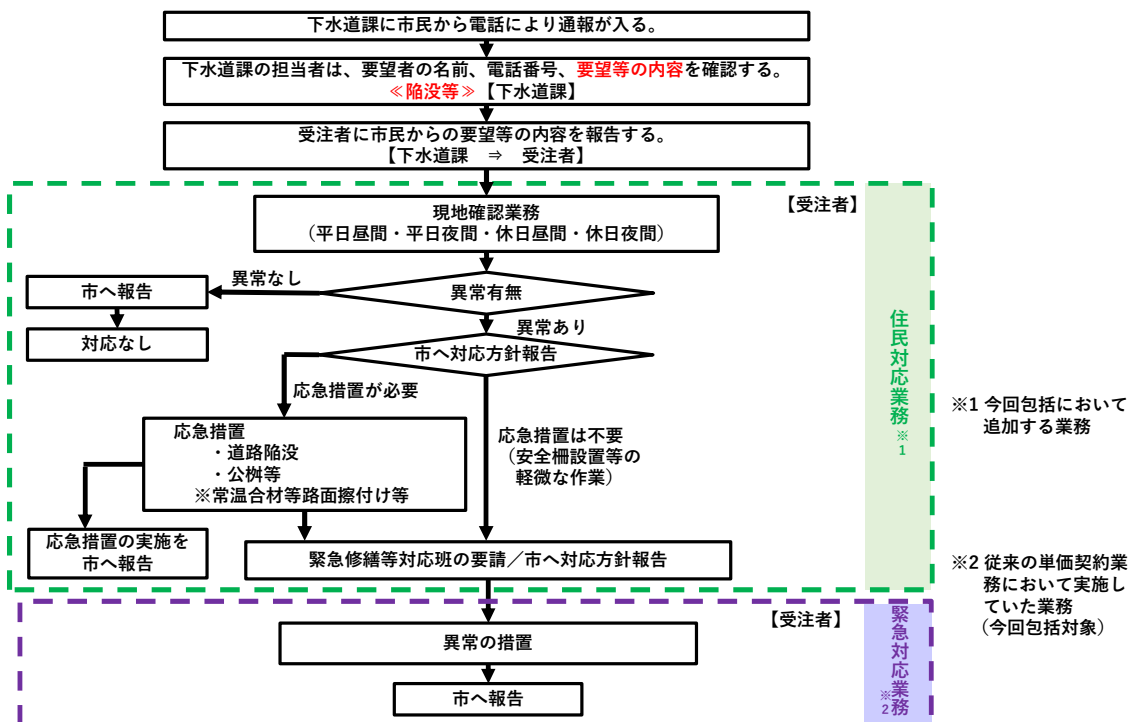 下水道課に市民から電話により通報が入る。
下水道課の担当者は、要望者の名前、電話番号、要望等の内容を確認する。
≪陥没等≫【下水道課】
受注者に市民からの要望等の内容を報告する。
【下水道課　⇒　受注者】
【受注者】
現地確認業務
（平日昼間・平日夜間・休日昼間・休日夜間）
異常なし
市へ報告
異常有無
対応なし
異常あり
市へ対応方針報告
応急措置が必要
応急措置
・道路陥没
・公桝等
※常温合材等路面擦付け等
応急措置は不要
（安全柵設置等の
軽微な作業）
応急措置の実施を
市へ報告
緊急修繕等対応班の要請／市へ対応方針報告
住民対応業務※1
※1 今回包括において
追加する業務
※2 従来の単価契約業
務において実施し
ていた業務
（今回包括対象）
【受注者】
異常の措置
市へ報告
緊急対応業務※2